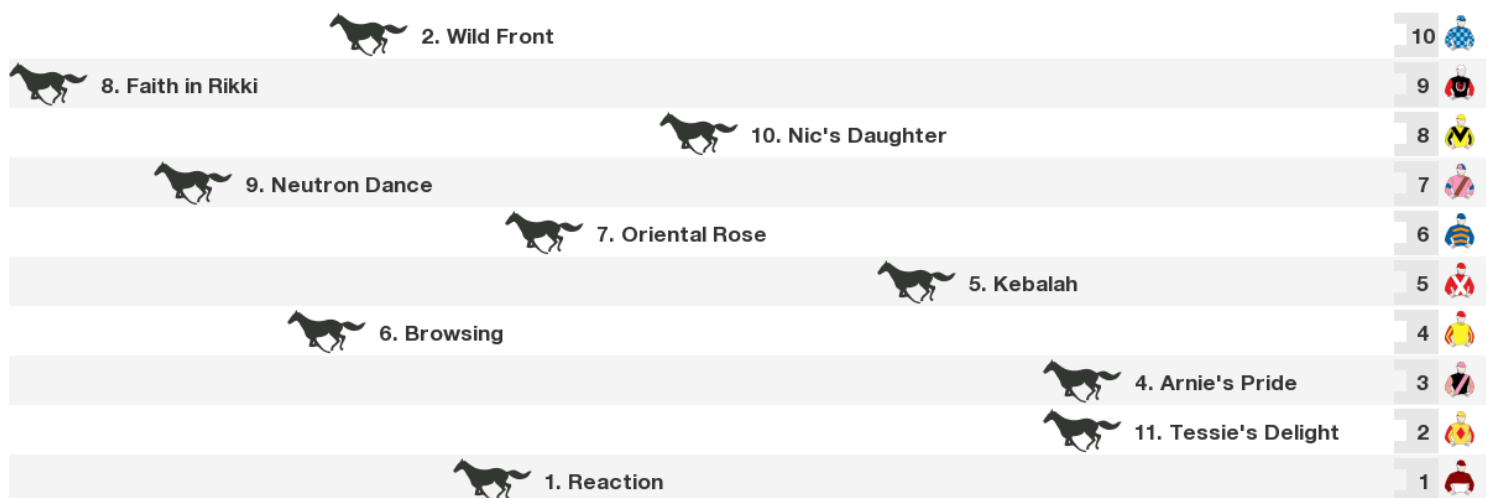 2. Wild Front 10
8. Faith in Rikki 9
10. Nic's Daughter 8
9. Neutron Dance 7
7. Oriental Rose 6
5. Kebalah 5
6. Browsing 4
4. Arnie's Pride 3
11. Tessie's Delight 2
1. Reaction 1